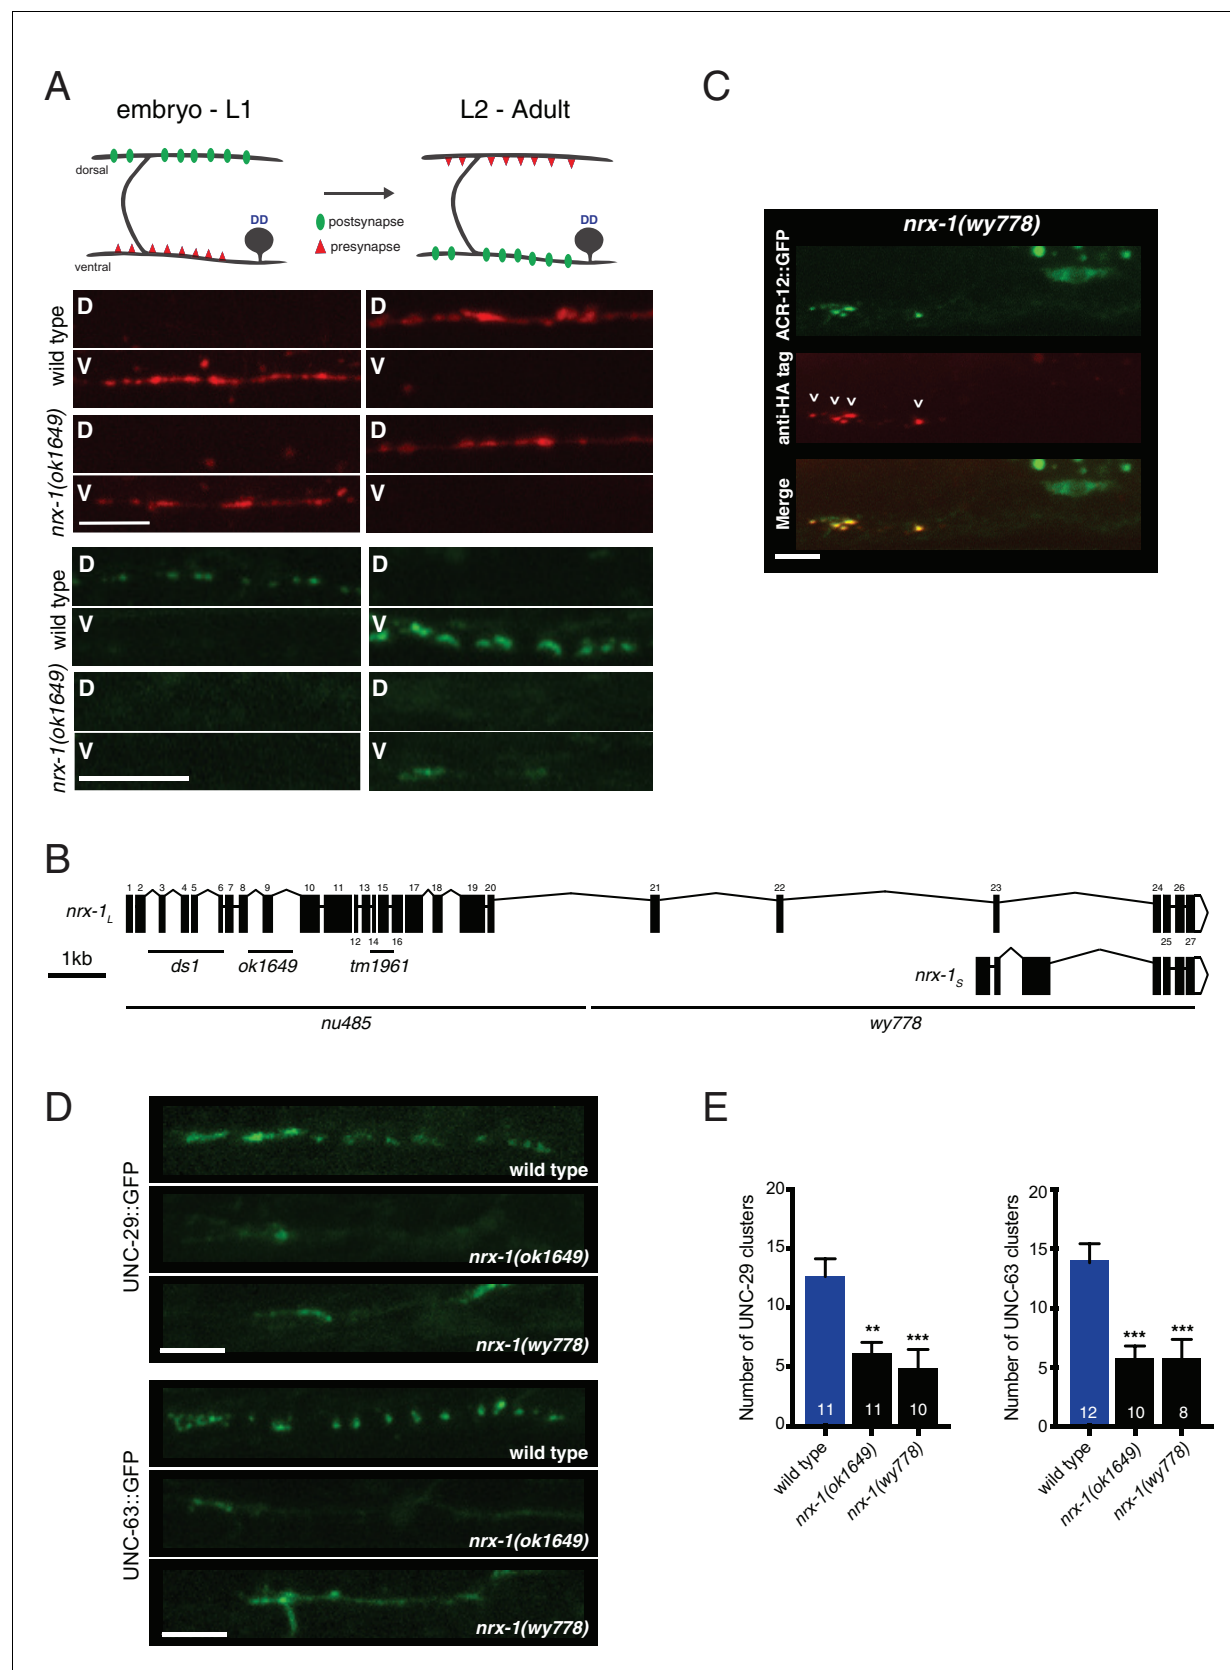 A
embryo - L1
L2 - Adult
dorsal
ventral
DD
postsynapse
presynapse
DD
wild type
D
D
V
V
nrx-1(ok1649)
D
D
V
V
wild type
D
D
V
V
nrx-1(ok1649)
D
D
V
V
C
nrx-1(wy778)
ACR-12::GFP
anti-HA tag
v v v v
Merge
B
1 2 3 4 5 6 7 8 9 10 11 13 15 17 18 19 20 21 22 23 24 26
nrx-1L
12 14 16 25 27
1kb
ds1 ok1649 tm1961
nrx-1S
nu485 wy778
D
UNC-29::GFP
wild type
nrx-1(ok1649)
nrx-1(wy778)
UNC-63::GFP
wild type
nrx-1(ok1649)
nrx-1(wy778)
E
Number of UNC-29 clusters
20
15
10
5
0
** ***
11 11 10
wild type
nrx-1(ok1649)
nrx-1(wy778)
Number of UNC-63 clusters
20
15
10
5
0
*** ***
12 10 8
wild type
nrx-1(ok1649)
nrx-1(wy778)